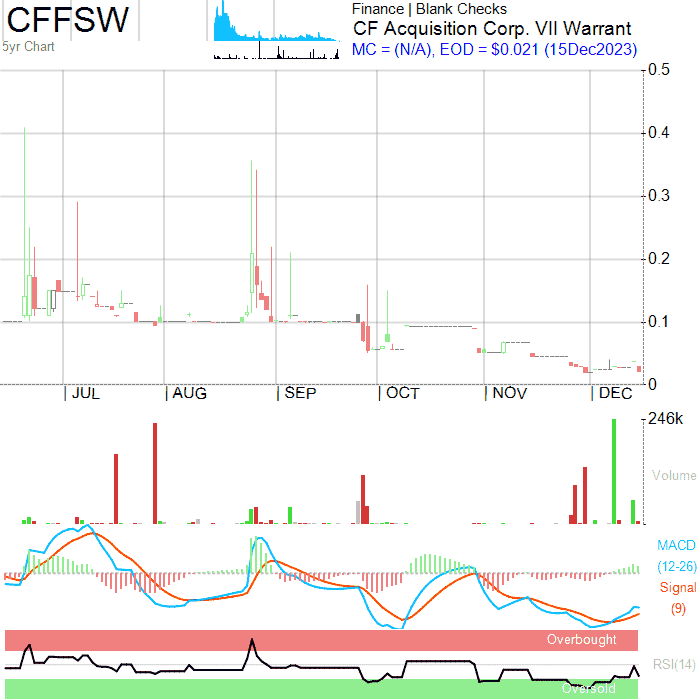 CFFSW
5yr Chart
Finance | Blank Checks
CF Acquisition Corp. VII Warrant
MC = (N/A), EOD = $0.021 (15Dec2023)
0.5
0.4
0.3
0.2
0.1
0
| JUL | AUG | SEP | OCT | NOV | DEC
246k
Volume
MACD
(12-26)
Signal
(9)
Overbought
RSI(14)
Oversold